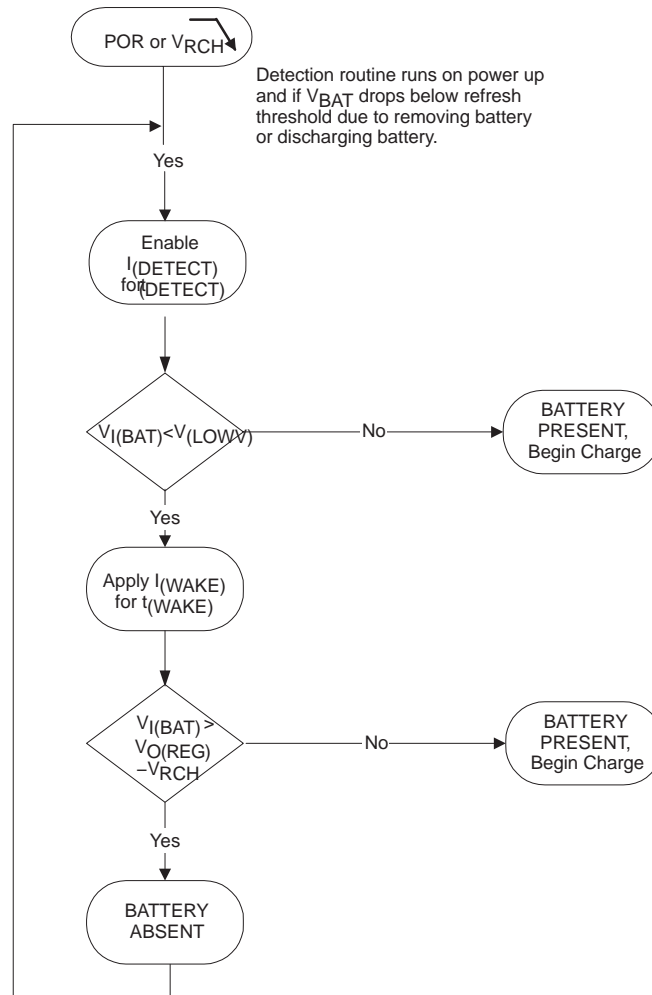 POR or VRCH
Detection routine runs on power up
and if VBAT drops below refresh
threshold due to removing battery
or discharging battery.
Yes
Enable
I(DETECT)
for t(DETECT)
VI(BAT)<V(LOWV)
No
BATTERY
PRESENT,
Begin Charge
Yes
Apply I(WAKE)
for t(WAKE)
VI(BAT) >
VO(REG)
–VRCH
No
BATTERY
PRESENT,
Begin Charge
Yes
BATTERY
ABSENT